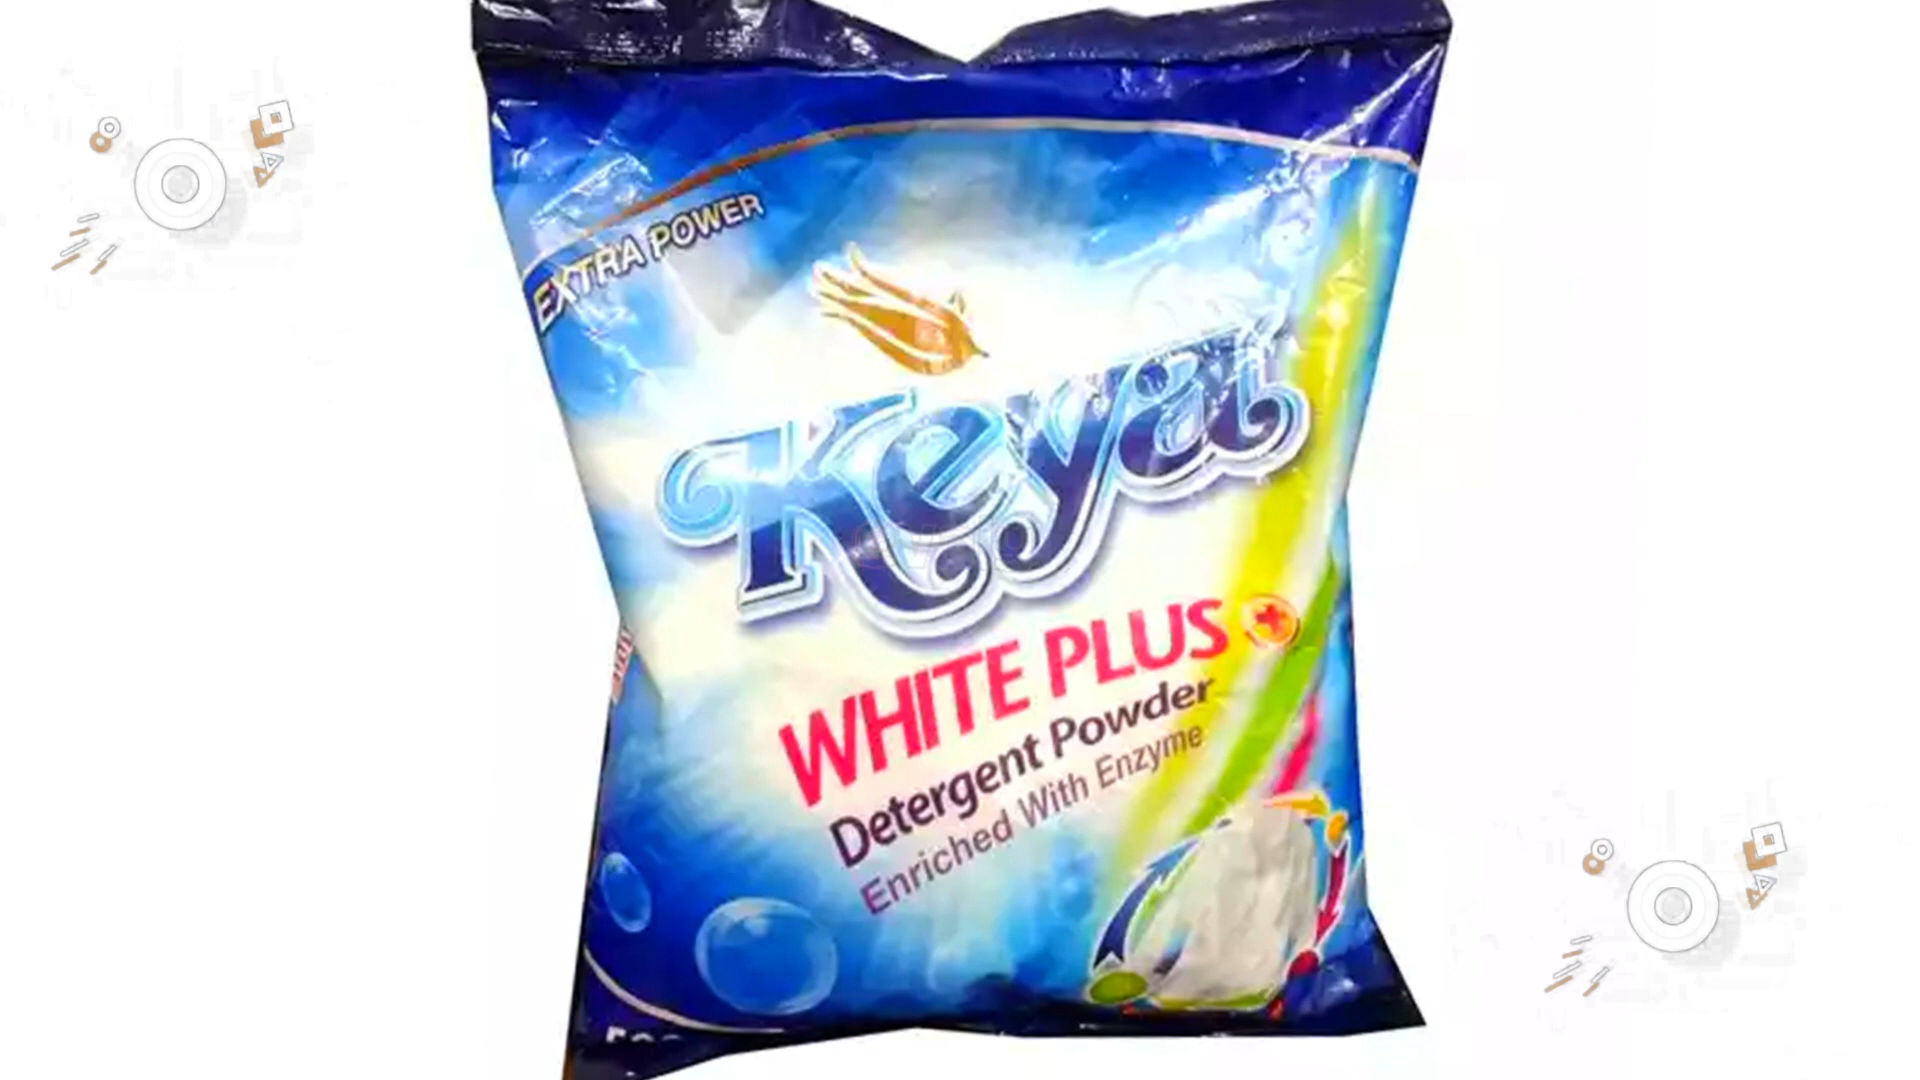 EXTRA POWER
Keya
WHITE PLUS
Detergent Powder
Enriched With Enzyme